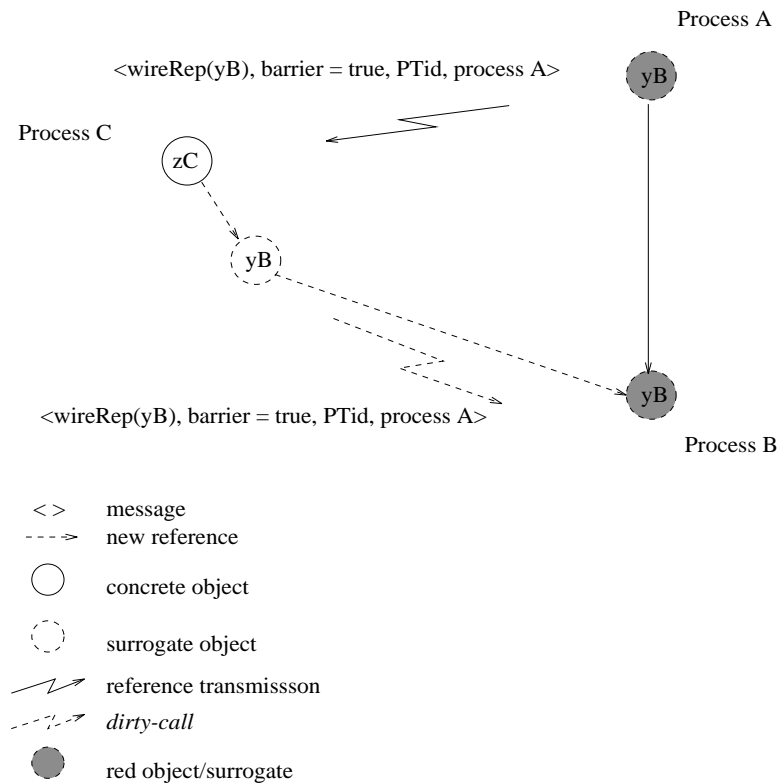 Process A
<wireRep(yB), barrier = true, PTid, process A>
yB
Process C
zC
yB
yB
<wireRep(yB), barrier = true, PTid, process A>
Process B
< > message
new reference
concrete object
surrogate object
reference transmissson
dirty-call
red object/surrogate